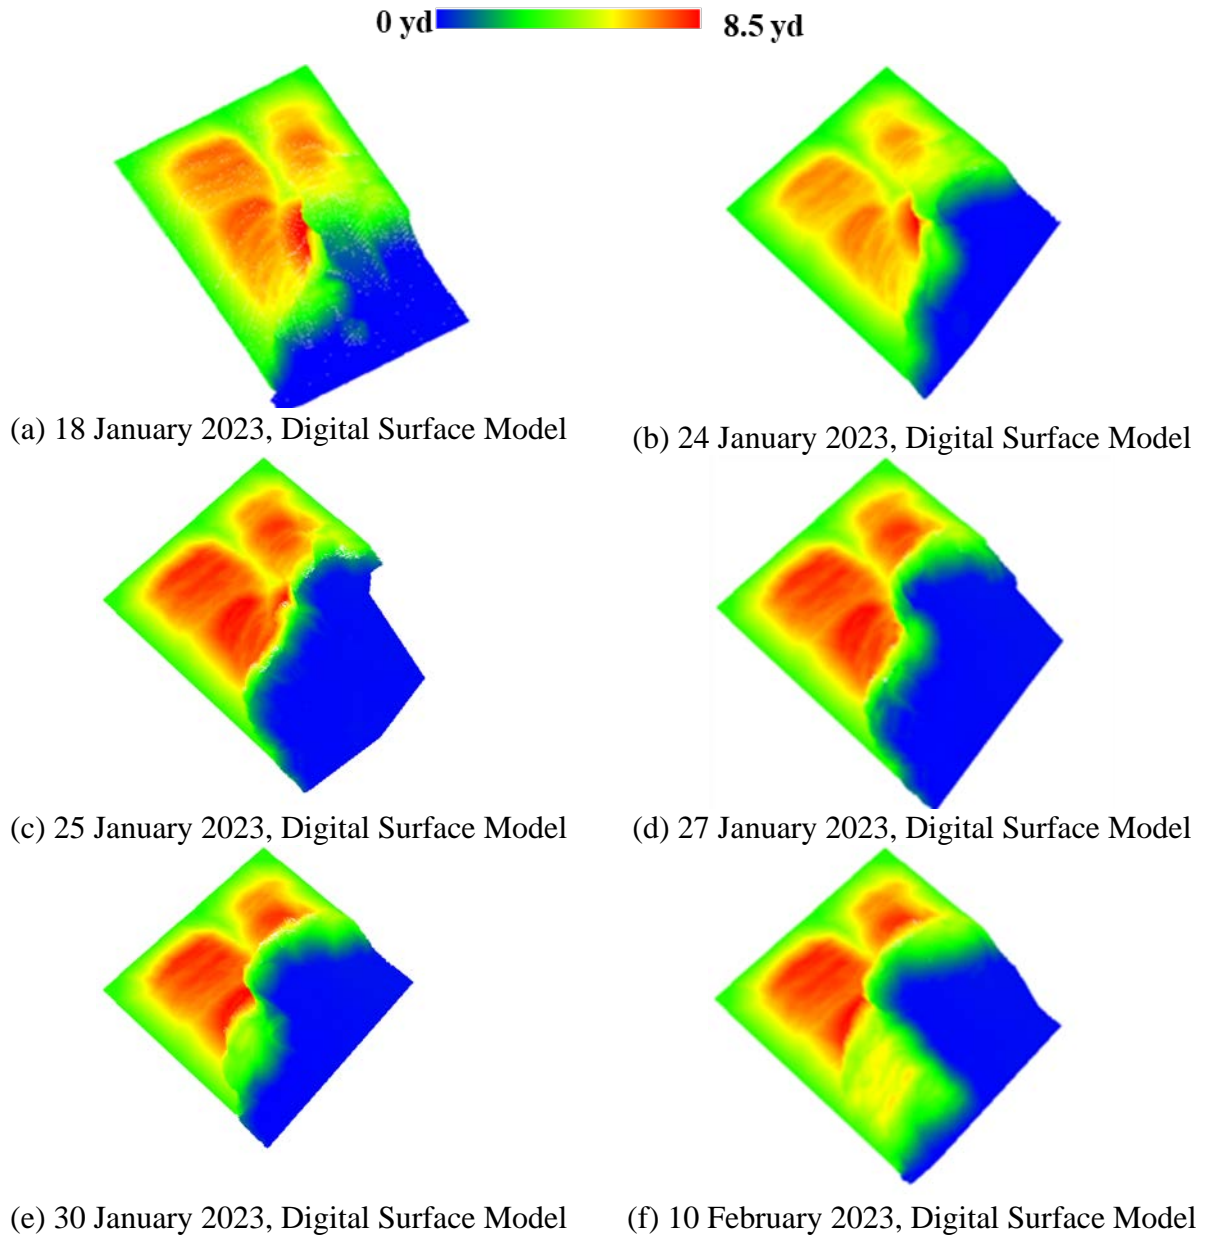 0 yd 8.5 yd
(a) 18 January 2023, Digital Surface Model
(b) 24 January 2023, Digital Surface Model
(c) 25 January 2023, Digital Surface Model
(d) 27 January 2023, Digital Surface Model
(e) 30 January 2023, Digital Surface Model
(f) 10 February 2023, Digital Surface Model